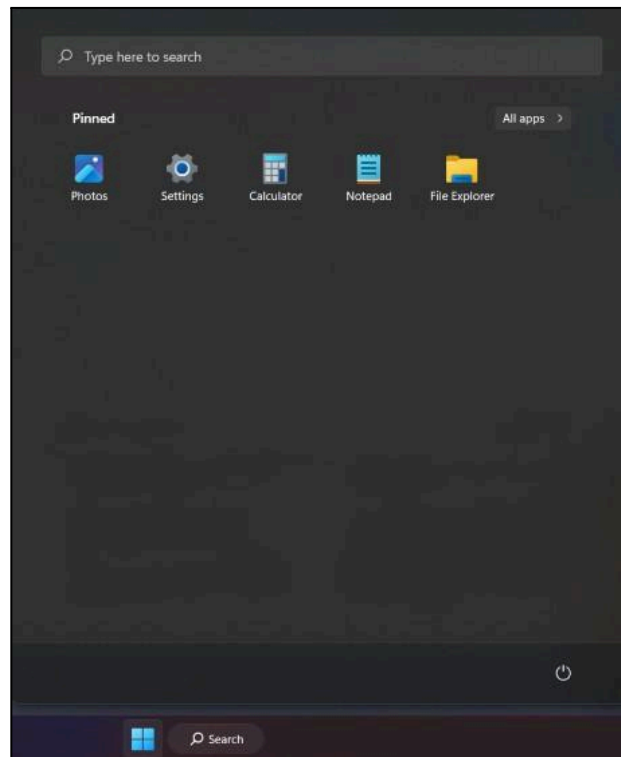 Type here to search
Pinned All apps >
Photos Settings Calculator Notepad File Explorer
Search